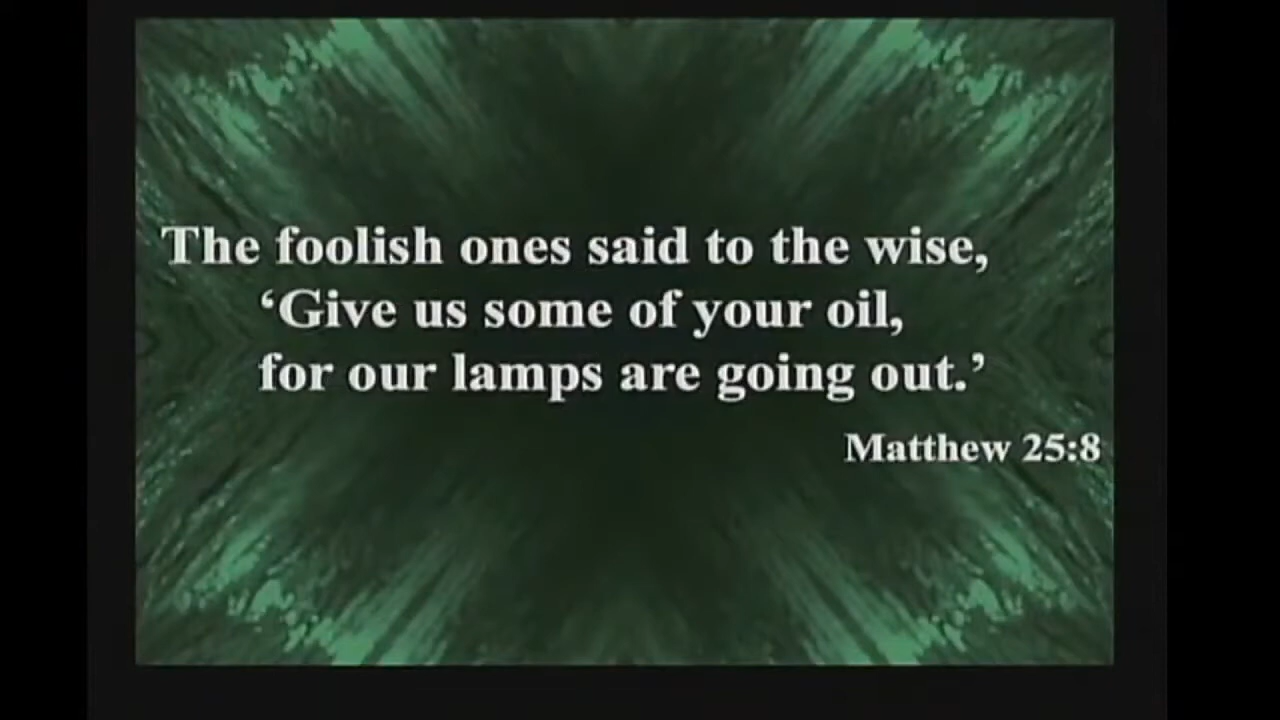 The foolish ones said to the wise,
‘Give us some of your oil,
for our lamps are going out.’
Matthew 25:8